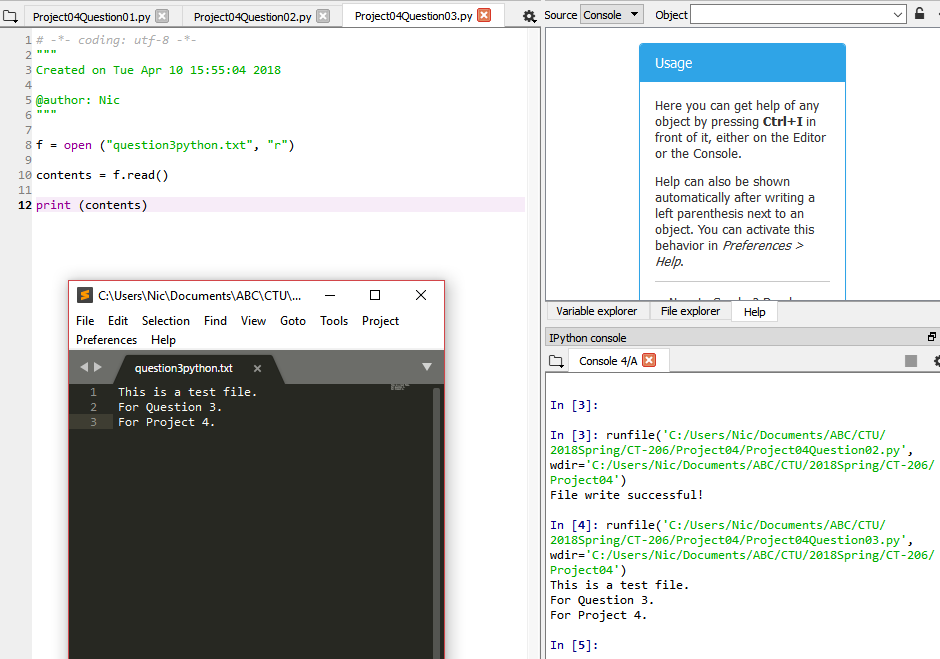 Project04Question01.py
Project04Question02.py
Project04Question03.py
1 # -*- coding: utf-8 -*-
2 """
3 Created on Tue Apr 10 15:55:04 2018
4
5 @author: Nic
6 """
7
8 f = open ("question3python.txt", "r")
9
10 contents = f.read()
11
12 print (contents)
C:\Users\Nic\Documents\ABC\CTU\...
File Edit Selection Find View Goto Tools Project
Preferences Help
question3python.txt
1 This is a test file.
2 For Question 3.
3 For Project 4.
Source Console Object
Usage
Here you can get help of any
object by pressing Ctrl+I in
front of it, either on the Editor
or the Console.
Help can also be shown
automatically after writing a
left parenthesis next to an
object. You can activate this
behavior in Preferences >
Help.
Variable explorer File explorer Help
IPython console
Console 4/A
In [3]:
In [3]: runfile('C:/Users/Nic/Documents/ABC/CTU/
2018Spring/CT-206/Project04/Project04Question02.py',
wdir='C:/Users/Nic/Documents/ABC/CTU/2018Spring/CT-206/
Project04')
File write successful!
In [4]: runfile('C:/Users/Nic/Documents/ABC/CTU/
2018Spring/CT-206/Project04/Project04Question03.py',
wdir='C:/Users/Nic/Documents/ABC/CTU/2018Spring/CT-206/
Project04')
This is a test file.
For Question 3.
For Project 4.
In [5]: